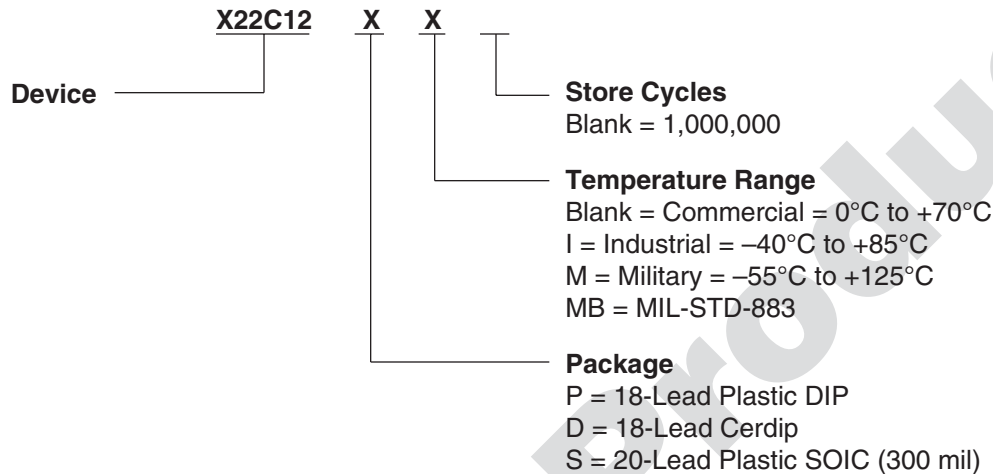 X22C12 X X
Device
Store Cycles
Blank = 1,000,000
Temperature Range
Blank = Commercial = 0°C to +70°C
I = Industrial = –40°C to +85°C
M = Military = –55°C to +125°C
MB = MIL-STD-883
Package
P = 18-Lead Plastic DIP
D = 18-Lead Cerdip
S = 20-Lead Plastic SOIC (300 mil)
Produ